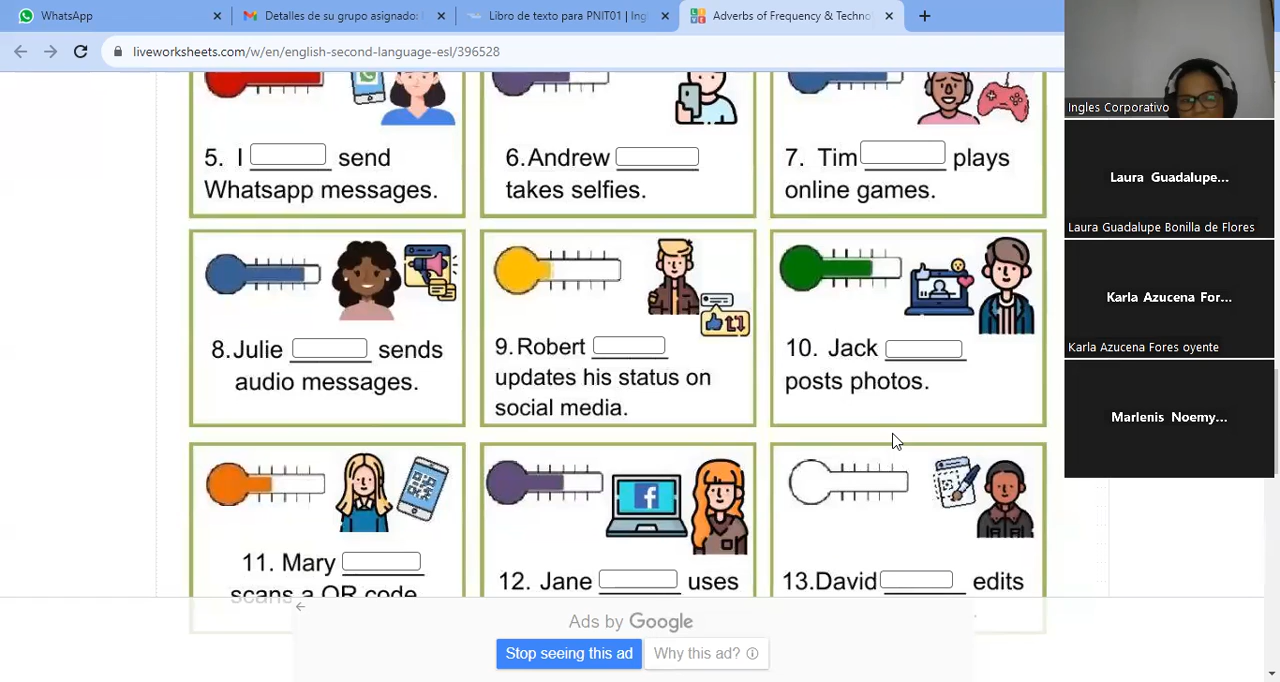 WhatsApp
Detalles de su grupo asignado:
Libro de texto para PNIT01 | Ing
Adverbs of Frequency & Techno
liveworksheets.com/w/en/english-second-language-esl/396528
5. I send
Whatsapp messages.
6.Andrew
takes selfies.
7. Tim plays
online games.
8.Julie sends
audio messages.
9.Robert
updates his status on
social media.
10. Jack
posts photos.
11. Mary
scans a QR code
12. Jane uses
13.David edits
Ads by Google
Stop seeing this ad
Why this ad?
Ingles Corporativo
Laura Guadalupe...
Laura Guadalupe Bonilla de Flores
Karla Azucena For...
Karla Azucena Fores oyente
Marlenis Noemy...